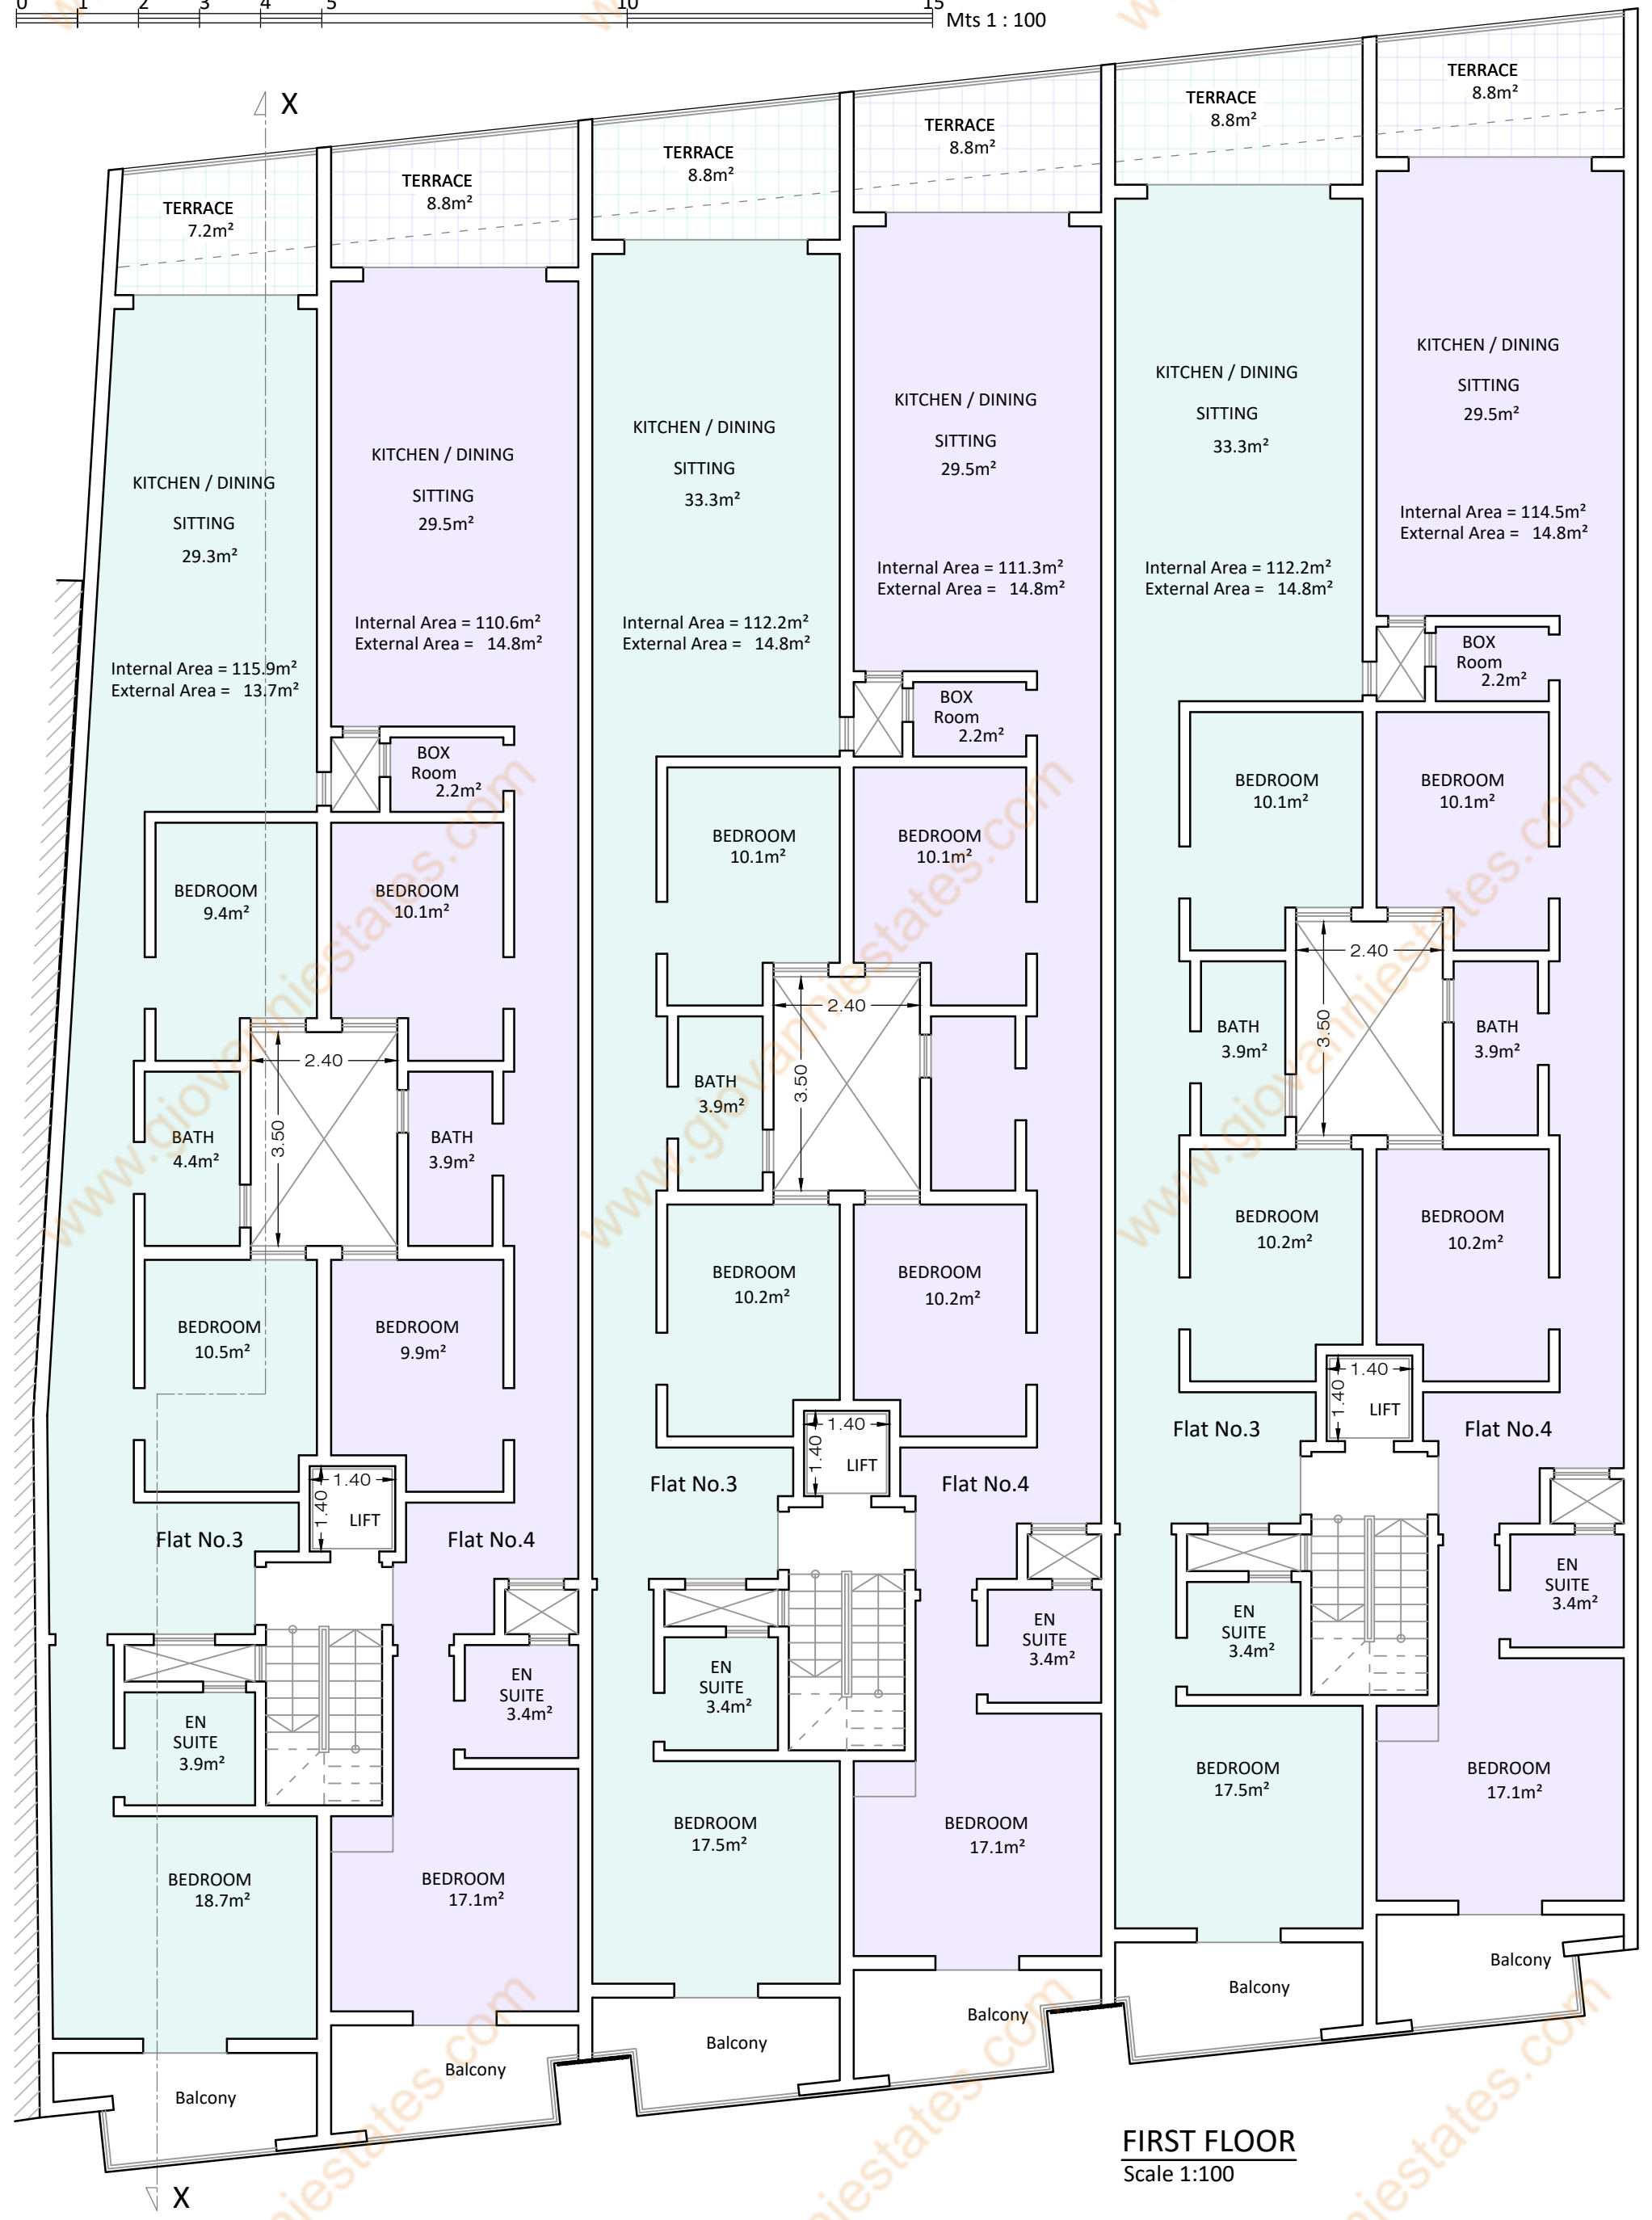 0 1 2 3 4 5 10 15
Mts 1 : 100
X
TERRACE
7.2m²
TERRACE
8.8m²
TERRACE
8.8m²
TERRACE
8.8m²
TERRACE
8.8m²
TERRACE
8.8m²
KITCHEN / DINING
SITTING
29.3m²
Internal Area = 115.9m²
External Area = 13.7m²
KITCHEN / DINING
SITTING
29.5m²
Internal Area = 110.6m²
External Area = 14.8m²
KITCHEN / DINING
SITTING
33.3m²
Internal Area = 112.2m²
External Area = 14.8m²
KITCHEN / DINING
SITTING
29.5m²
Internal Area = 111.3m²
External Area = 14.8m²
KITCHEN / DINING
SITTING
33.3m²
Internal Area = 112.2m²
External Area = 14.8m²
KITCHEN / DINING
SITTING
29.5m²
Internal Area = 114.5m²
External Area = 14.8m²
BOX
Room
2.2m²
BOX
Room
2.2m²
BOX
Room
2.2m²
BEDROOM
9.4m²
BEDROOM
10.1m²
BEDROOM
10.1m²
BEDROOM
10.1m²
BEDROOM
10.1m²
BEDROOM
10.1m²
2.40
3.50
2.40
3.50
2.40
3.50
BATH
4.4m²
BATH
3.9m²
BATH
3.9m²
BATH
3.9m²
BATH
3.9m²
BEDROOM
10.5m²
BEDROOM
9.9m²
BEDROOM
10.2m²
BEDROOM
10.2m²
BEDROOM
10.2m²
BEDROOM
10.2m²
1.40
1.40
LIFT
1.40
1.40
LIFT
1.40
1.40
LIFT
Flat No.3
Flat No.4
Flat No.3
Flat No.4
Flat No.3
Flat No.4
EN
SUITE
3.9m²
EN
SUITE
3.4m²
EN
SUITE
3.4m²
EN
SUITE
3.4m²
EN
SUITE
3.4m²
EN
SUITE
3.4m²
BEDROOM
18.7m²
BEDROOM
17.1m²
BEDROOM
17.5m²
BEDROOM
17.1m²
BEDROOM
17.5m²
BEDROOM
17.1m²
Balcony
Balcony
Balcony
Balcony
Balcony
Balcony
X
FIRST FLOOR
Scale 1:100
www.giovanniestates.com
www.giovanniestates.com
www.giovanniestates.com